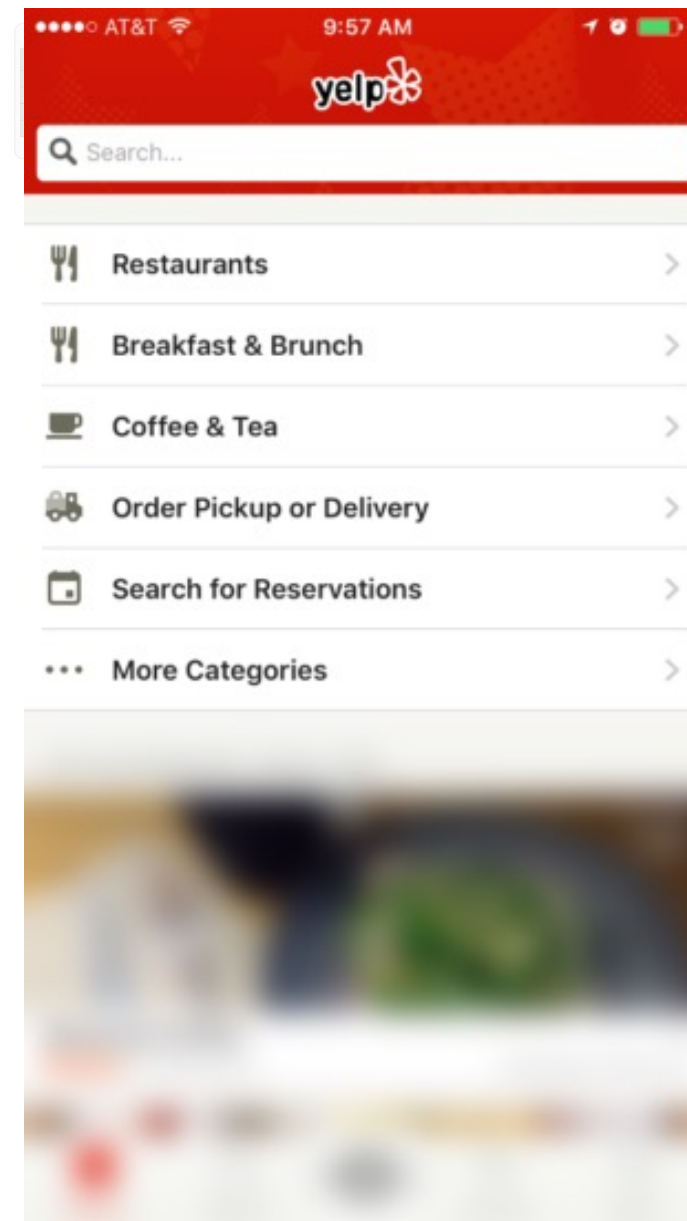 AT&T 9:57 AM
yelp
Search...
Restaurants
Breakfast & Brunch
Coffee & Tea
Order Pickup or Delivery
Search for Reservations
More Categories